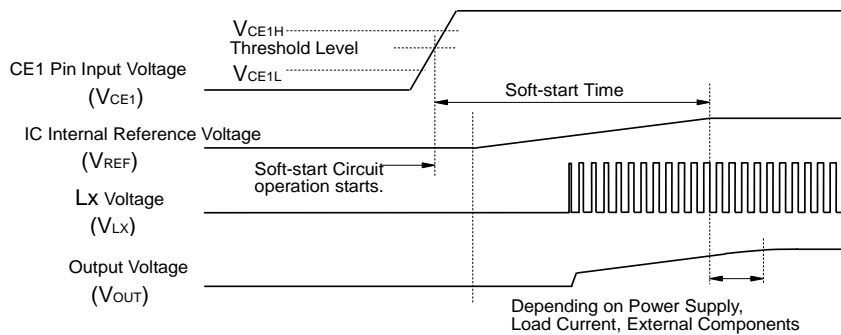 VCE1H
Threshold Level
VCE1L
CE1 Pin Input Voltage
(VCE1)
Soft-start Time
IC Internal Reference Voltage
(VREF)
Soft-start Circuit
operation starts.
Lx Voltage
(VLX)
Output Voltage
(VOUT)
Depending on Power Supply,
Load Current, External Components